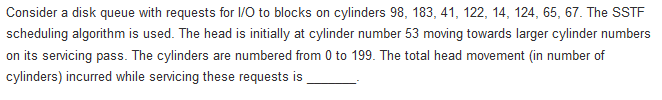 Consider a disk queue with requests for I/O to blocks on cylinders 98, 183, 41, 122, 14, 124, 65, 67. The SSTF
scheduling algorithm is used. The head is initially at cylinder number 53 moving towards larger cylinder numbers
on its servicing pass. The cylinders are numbered from 0 to 199. The total head movement (in number of
cylinders) incurred while servicing these requests is _______.